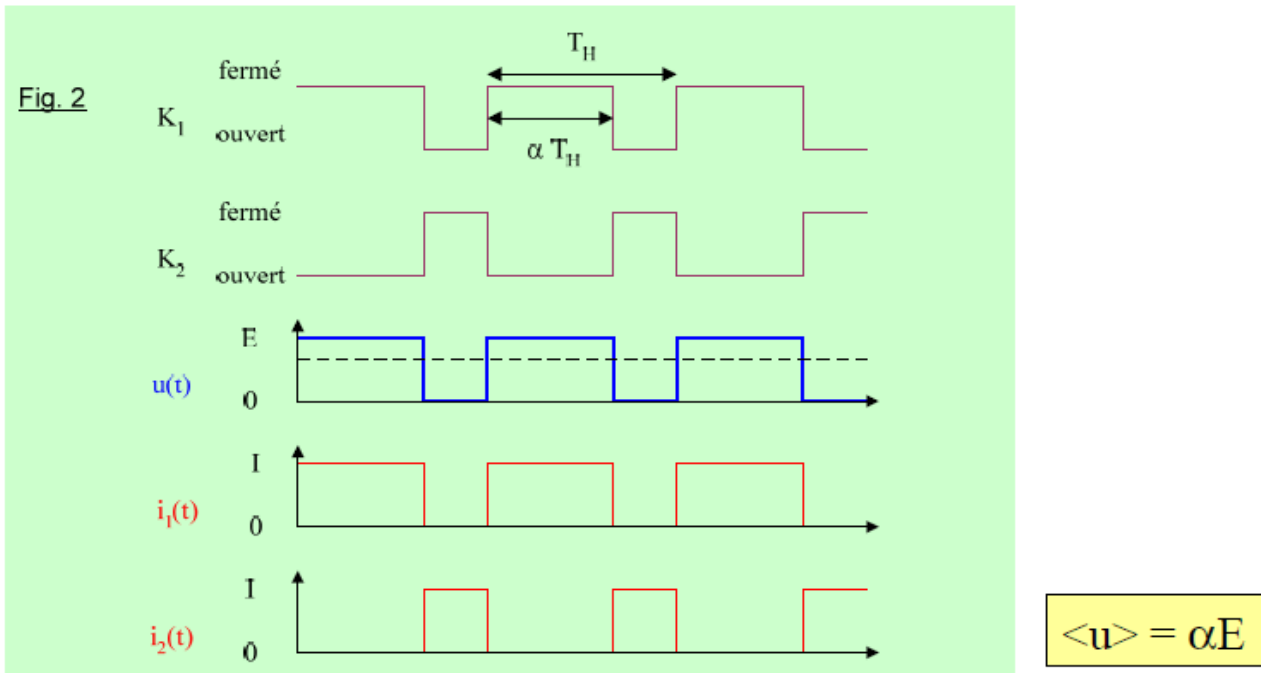 T_H
fermé
Fig. 2
K_1
ouvert
α T_H
fermé
K_2
ouvert
E
u(t)
0
I
i_1(t)
0
I
i_2(t)
0
<u> = αE